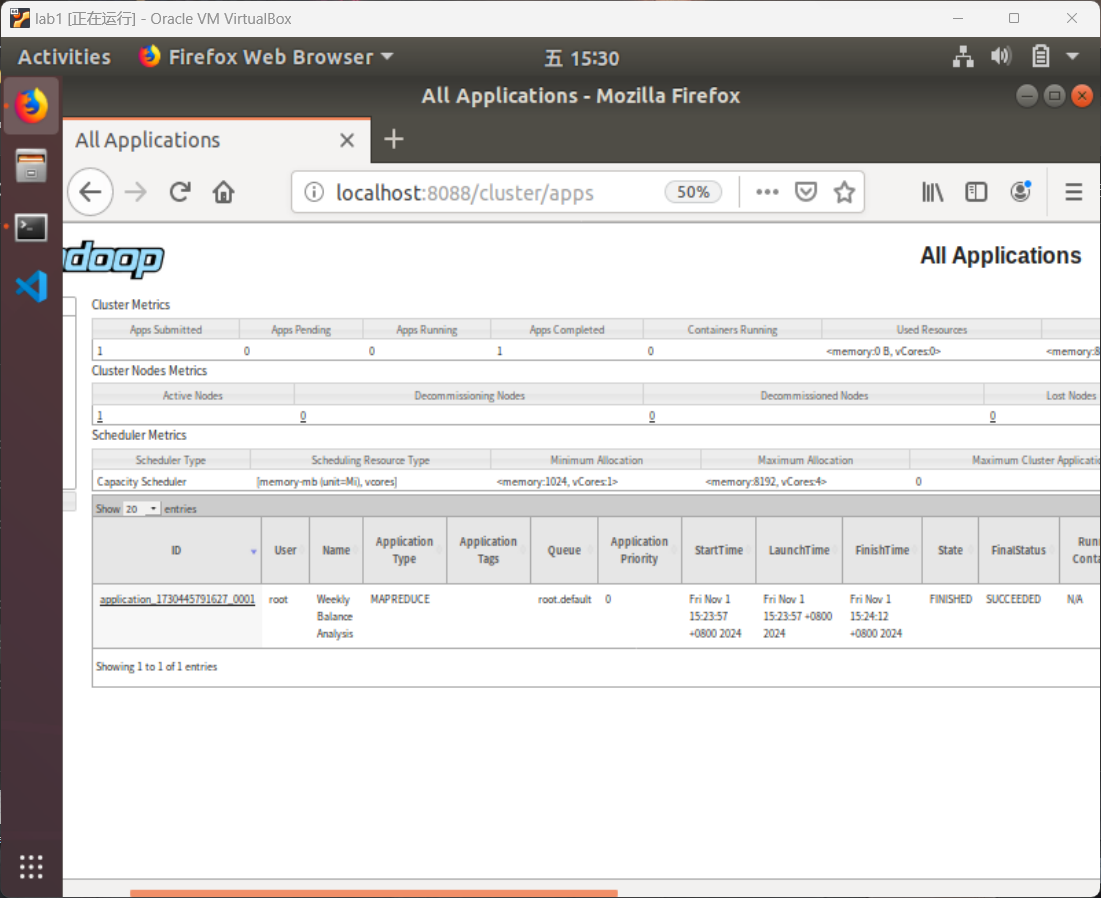 lab1 [正在运行] - Oracle VM VirtualBox
Activities Firefox Web Browser 五 15:30
All Applications - Mozilla Firefox
All Applications
localhost:8088/cluster/apps 50%
doop All Applications
Cluster Metrics
Apps Submitted Apps Pending Apps Running Apps Completed Containers Running Used Resources
1 0 0 1 0 <memory:0 B, vCores:0> <memory:8
Cluster Nodes Metrics
Active Nodes Decommissioning Nodes Decommissioned Nodes Lost Nodes
1 0 0 0
Scheduler Metrics
Scheduler Type Scheduling Resource Type Minimum Allocation Maximum Allocation Maximum Cluster Applicatio
Capacity Scheduler [memory-mb (unit=Mi), vcores] <memory:1024, vCores:1> <memory:8192, vCores:4> 0
Show 20 entries
ID User Name Application Type Application Tags Queue Application Priority StartTime LaunchTime FinishTime State FinalStatus Runn Conta
application_1730445791627_0001 root Weekly Balance Analysis MAPREDUCE root.default 0 Fri Nov 1 15:23:57 +0800 2024 Fri Nov 1 15:23:57 +0800 2024 Fri Nov 1 15:24:12 +0800 2024 FINISHED SUCCEEDED N/A
Showing 1 to 1 of 1 entries